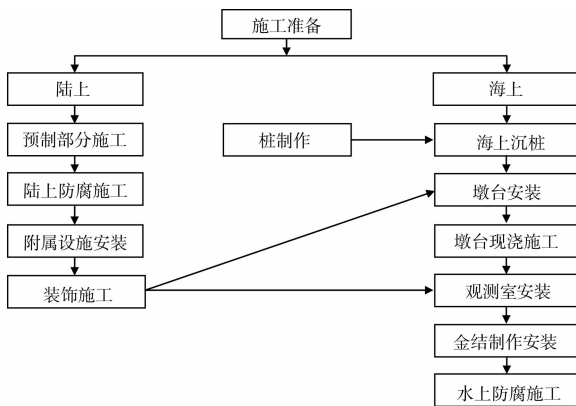 施工准备
陆上
海上
预制部分施工
桩制作
海上沉桩
陆上防腐施工
墩台安装
附属设施安装
墩台现浇施工
装饰施工
观测室安装
金结制作安装
水上防腐施工